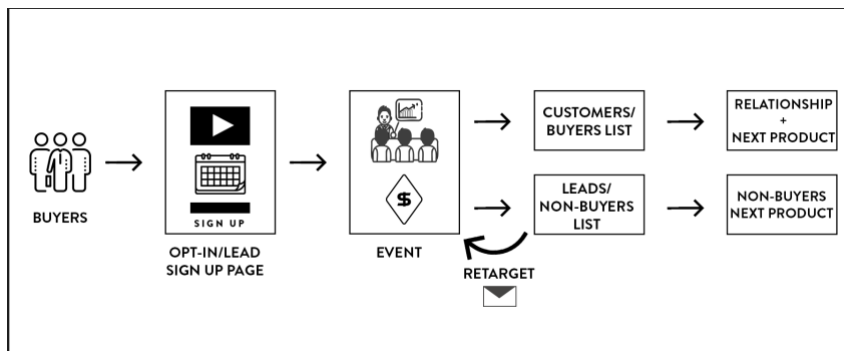 BUYERS
SIGN UP
OPT-IN/LEAD
SIGN UP PAGE
$
EVENT
CUSTOMERS/
BUYERS LIST
RELATIONSHIP
+
NEXT PRODUCT
LEADS/
NON-BUYERS
LIST
NON-BUYERS
NEXT PRODUCT
RETARGET